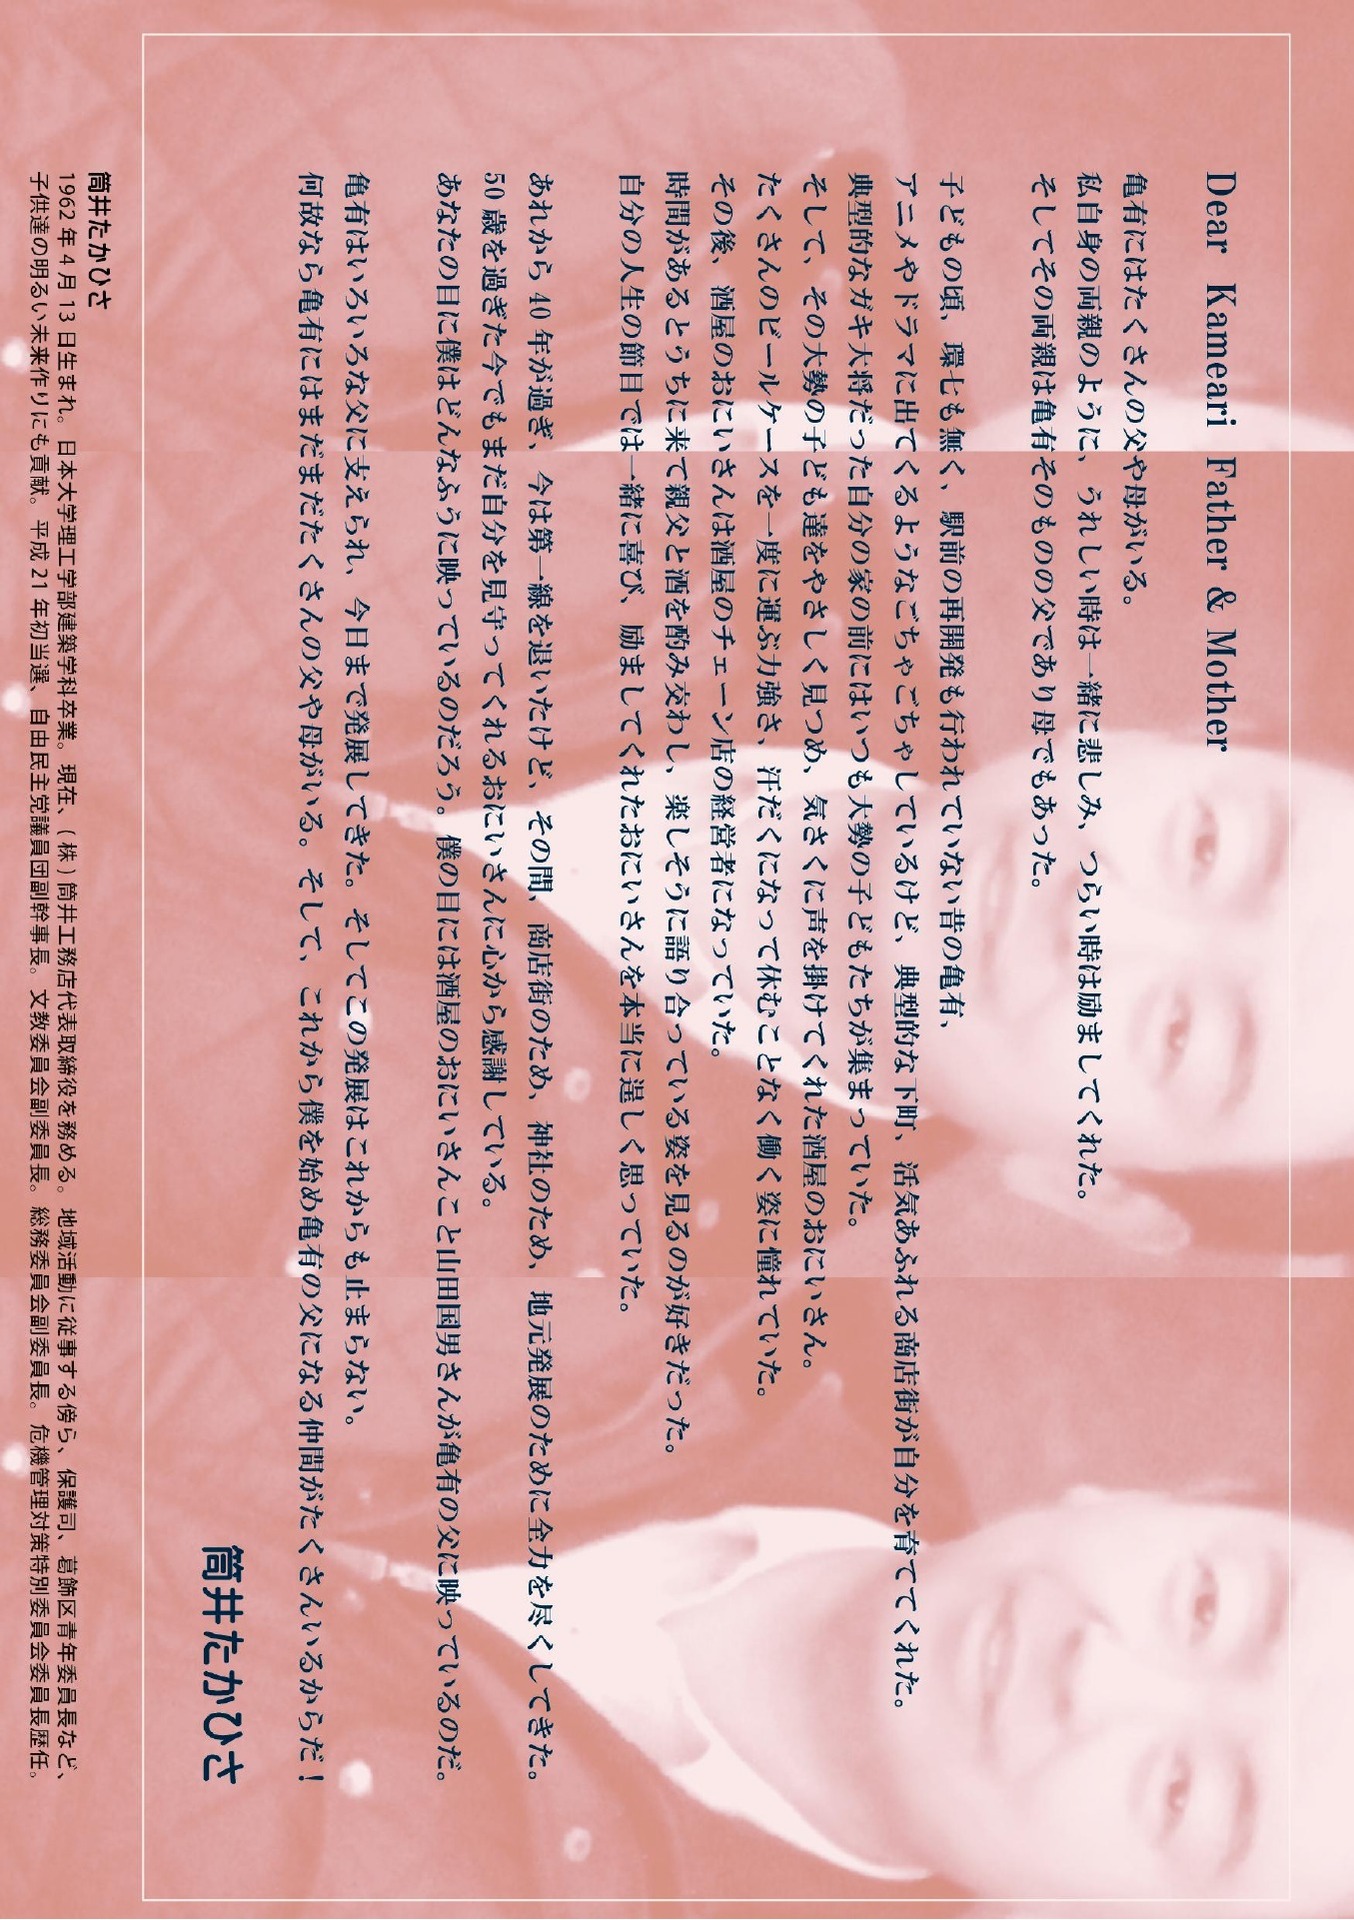 Dear Kameari Father & Mother
亀有にはたくさんの父や母がいる。
私自身の両親のように、うれしい時は一緒に悲しみ、つらい時は励ましてくれた。
そしてその両親は亀有そのものの父であり母でもあった。
子どもの頃、環七も無く、駅前の再開発も行われていない昔の亀有、
アニメやドラマに出てくるようなごちゃごちゃしているけど、典型的な下町、活気あふれる商店街が自分を育ててくれた。
典型的なガキ大将だった自分の家の前にはいつも大勢の子どもたちが集まっていた。
そして、その大勢の子ども達をやさしく見つめ、気さくに声を掛けてくれた酒屋のおにいさん。
たくさんのビールケースを一度に運ぶ力強さ、汗だくになって休むことなく働く姿に憧れていた。
その後、酒屋のおにいさんは酒屋のチェーン店の経営者になっていた。
時間があるとうちに来て親父と酒を酌み交わし、楽しそうに語り合っている姿を見るのが好きだった。
自分の人生の節目では一緒に喜び、励ましてくれたおにいさんを本当に逞しく思っていた。
あれから 40 年が過ぎ、今は第一線を退いたけど、その間、商店街のため、神社のため、地元発展のために全力を尽くしてきた。
50 歳を過ぎた今でもまだ自分を見守ってくれるおにいさんに心から感謝している。
あなたの目に僕はどんなふうに映っているのだろう。僕の目には酒屋のおにいさんこと山田国男さんが亀有の父に映っているのだ。
亀有はいろいろな父に支えられ、今日まで発展してきた。そしてこの発展はこれからも止まらない。
何故なら亀有にはまだまだたくさんの父や母がいる。そして、これから僕を始め亀有の父になる仲間がたくさんいるからだ!
筒井たかひさ
筒井たかひさ
1962 年 4 月 13 日生まれ。日本大学理工学部建築学科卒業。現在、(株)筒井工務店代表取締役を務める。地域活動に従事する傍ら、保護司、葛飾区青年委員長など、
子供達の明るい未来作りにも貢献。平成 21 年初当選、自由民主党議員団副幹事長。文教委員会副委員長。総務委員会副委員長。危機管理対策特別委員会委員長歴任。